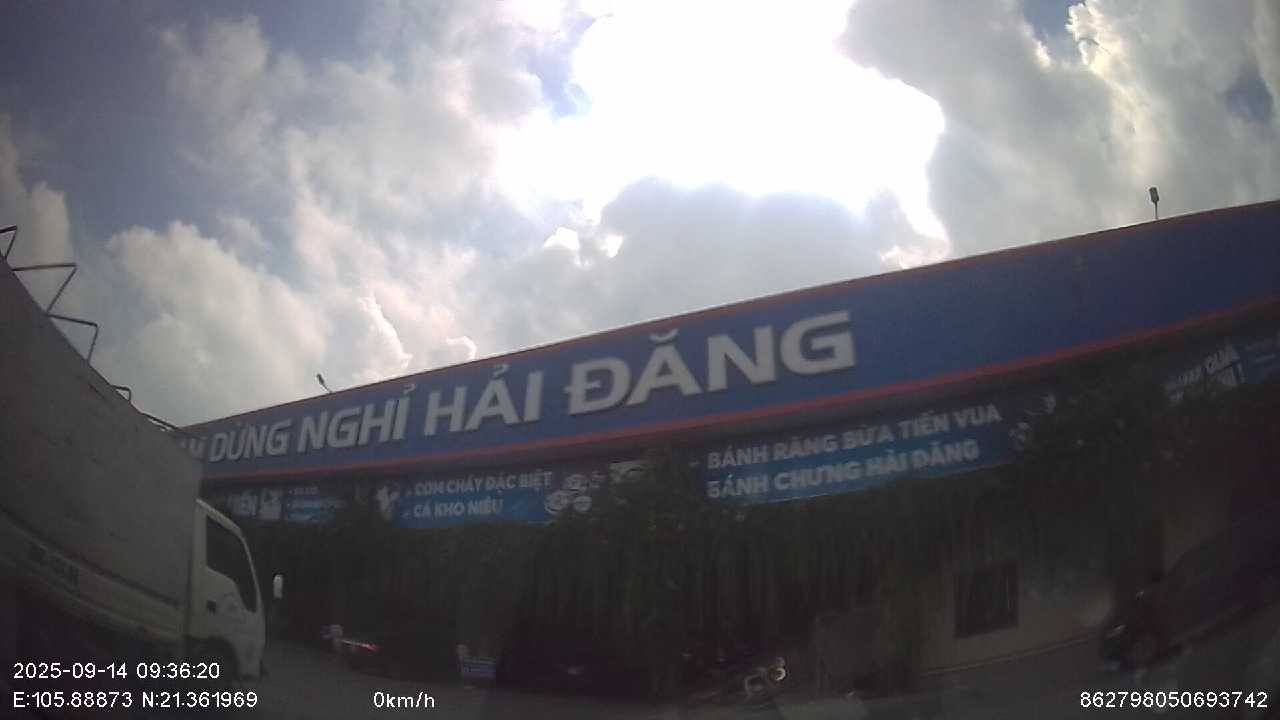 DỪNG NGHỈ HẢI ĐĂNG
- CƠM CHÁY ĐẶC BIỆT
- CÁ KHO NIÊU
- BÁNH RĂNG BỪA TIẾN VUA
BÁNH CHƯNG HẢI ĐĂNG
QUÀ
2025-09-14 09:36:20
E:105.88873 N:21.361969
0km/h
862798050693742